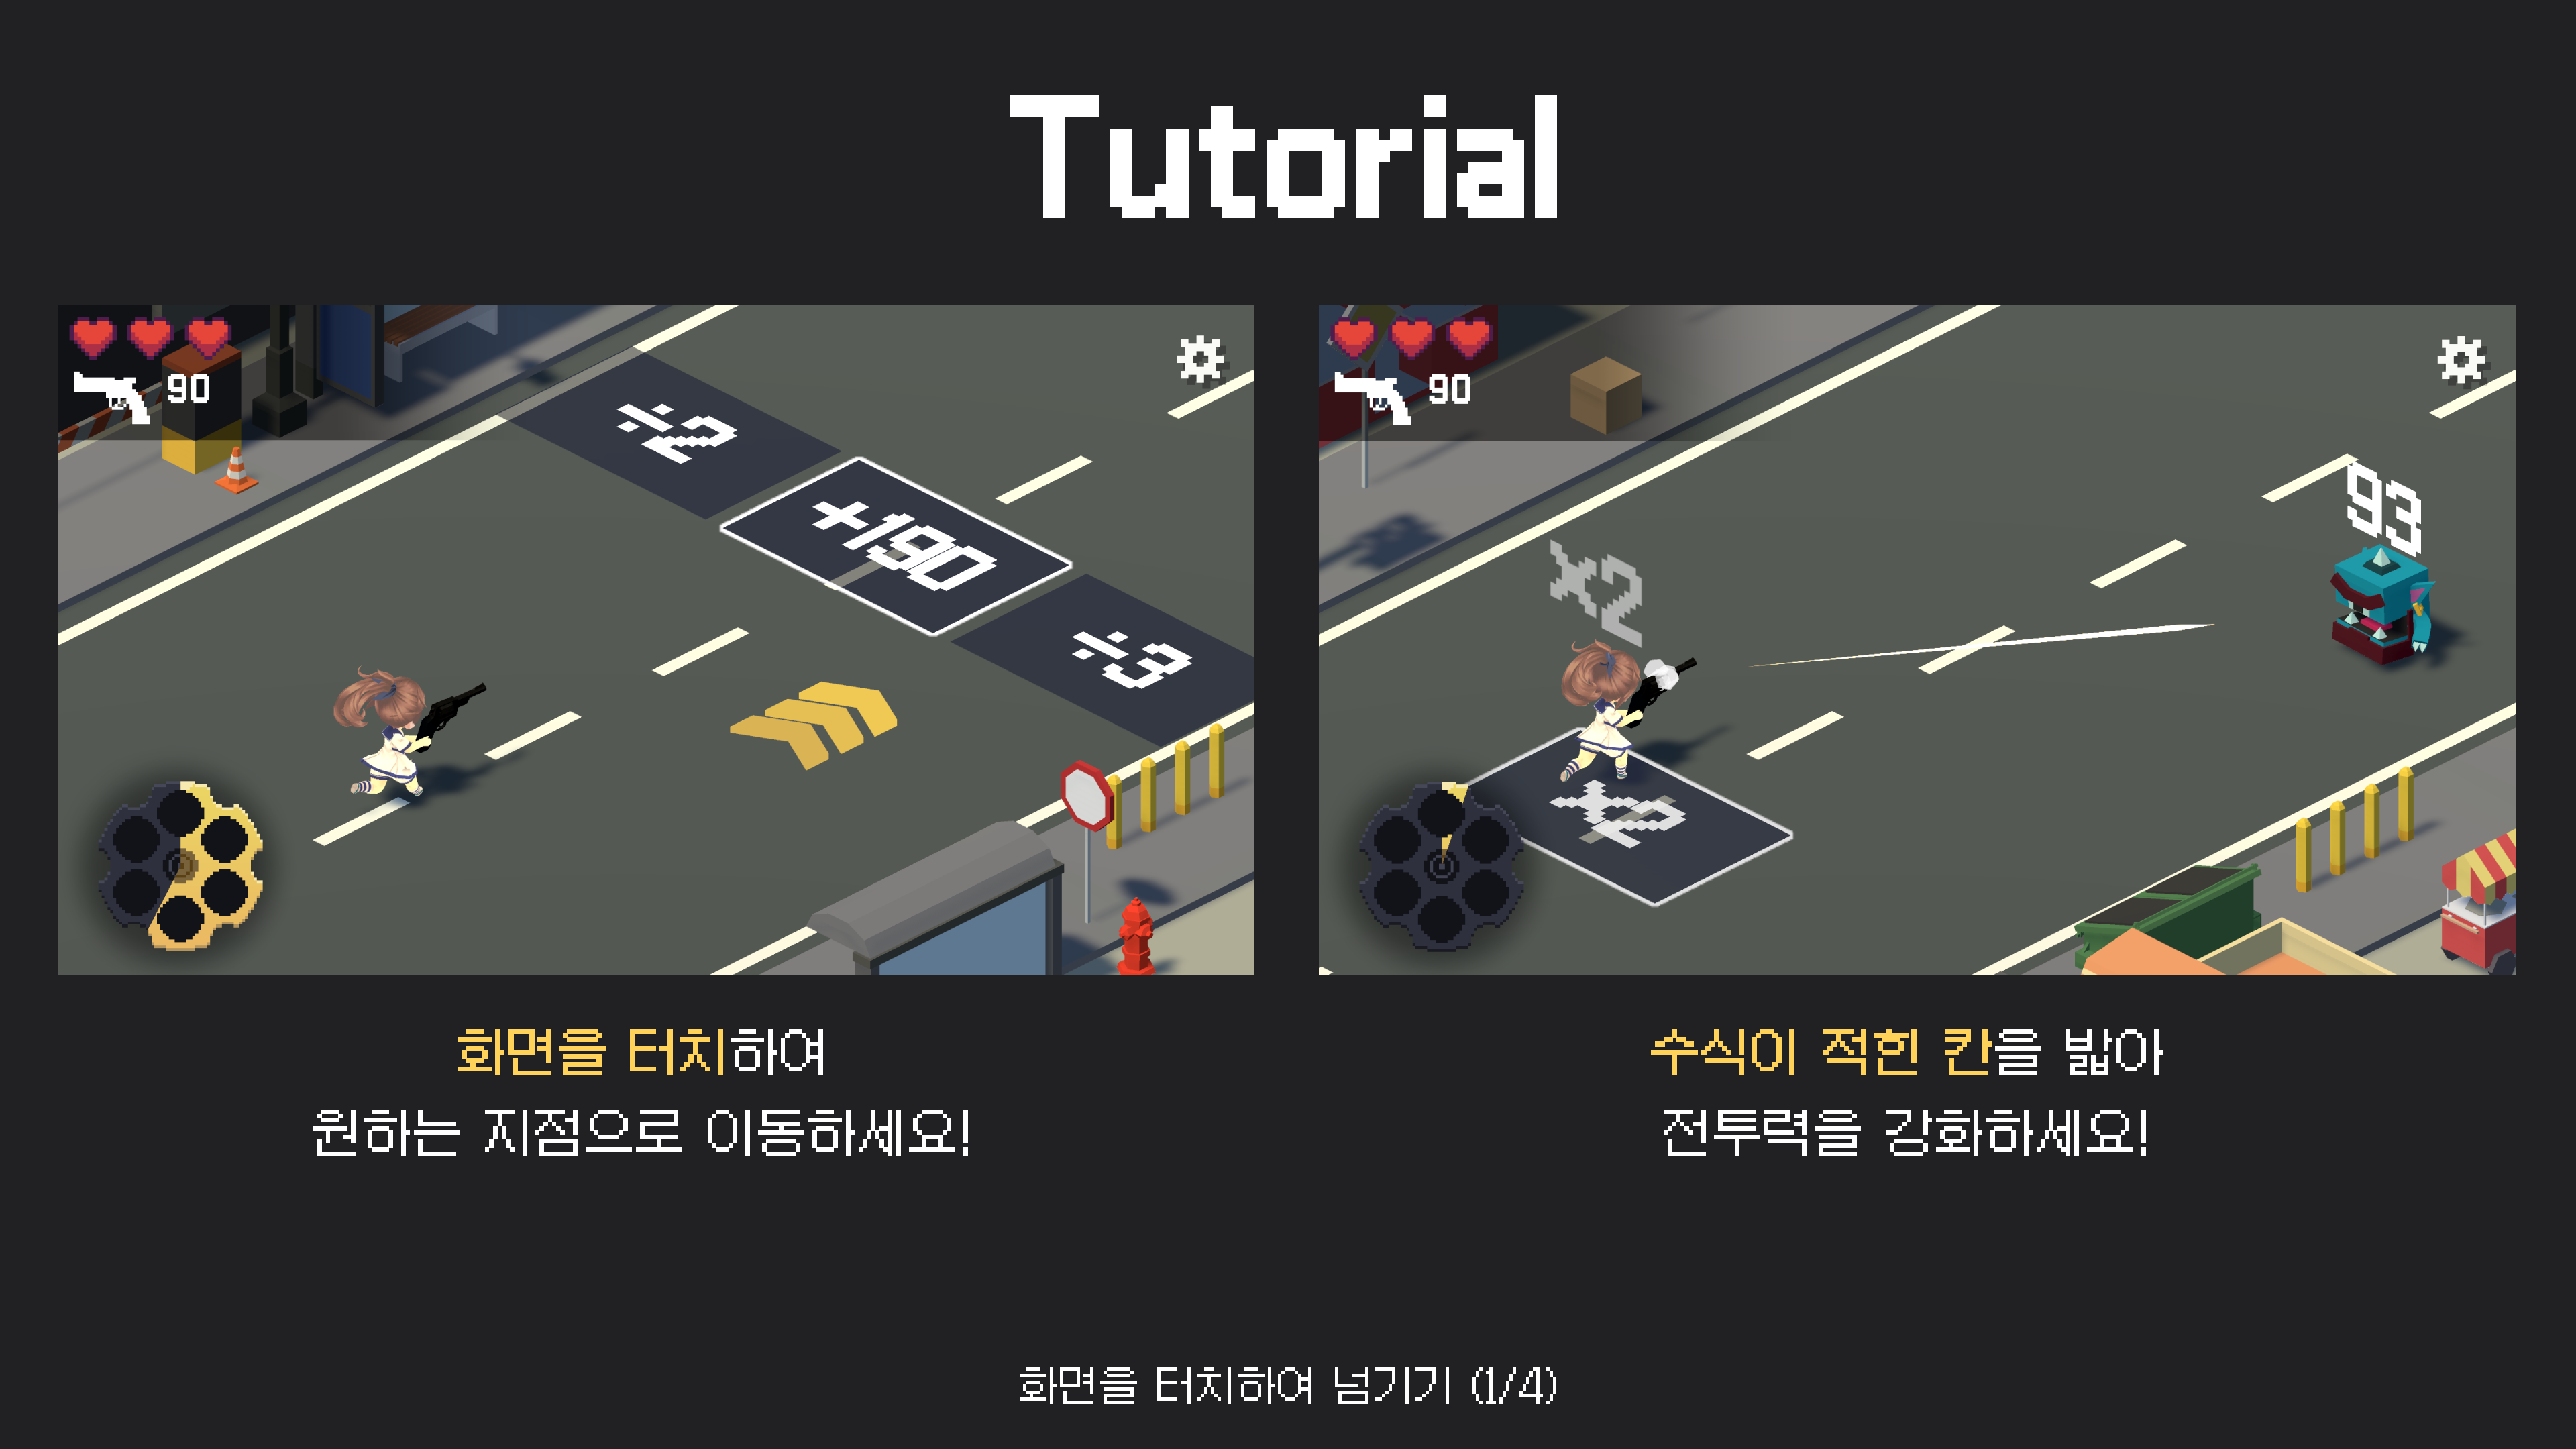 Tutorial
90
÷2
+190
÷3
90
93
×2
×2
화면을 터치하여
원하는 지점으로 이동하세요!
수식이 적힌 칸을 밟아
전투력을 강화하세요!
화면을 터치하여 넘기기 (1/4)